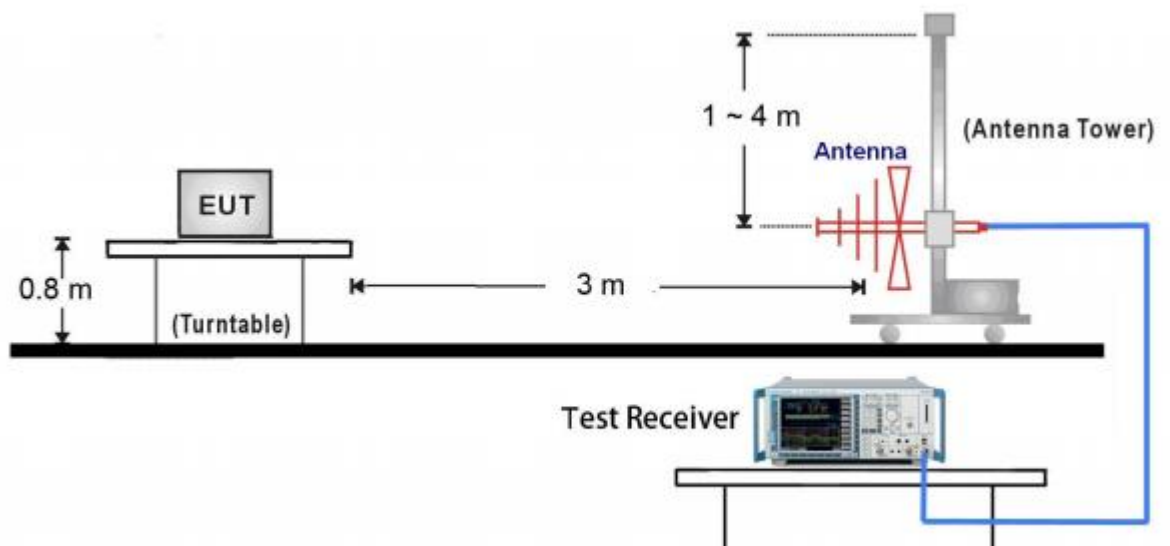 1 ~ 4 m
(Antenna Tower)
Antenna
EUT
0.8 m
3 m
(Turntable)
Test Receiver